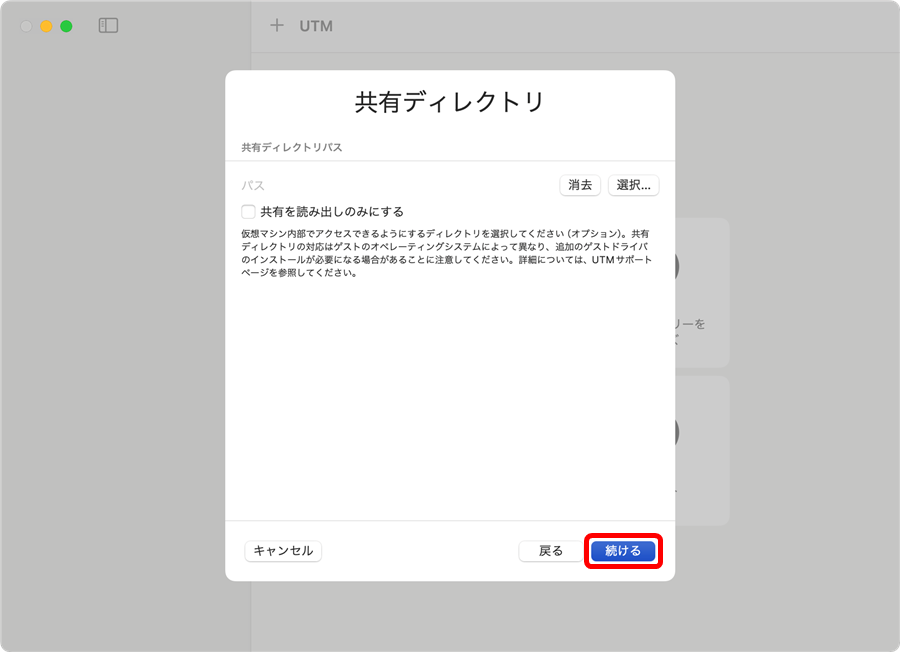 UTM
共有ディレクトリ
共有ディレクトリパス
パス
消去
選択...
共有を読み出しのみにする
仮想マシン内部でアクセスできるようにするディレクトリを選択してください（オプション）。共有
ディレクトリの対応はゲストのオペレーティングシステムによって異なり、追加のゲストドライバ
のインストールが必要になる場合があることに注意してください。詳細については、UTMサポート
ページを参照してください。
リーを
キャンセル
戻る
続ける